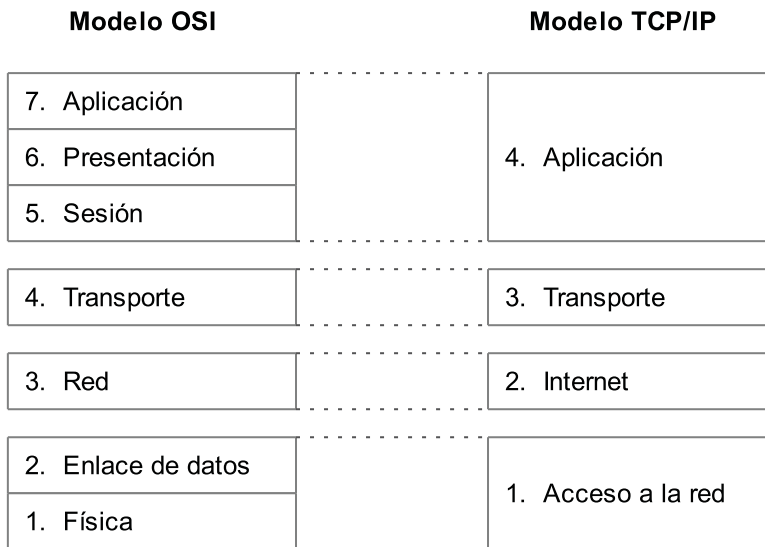 Modelo OSI
Modelo TCP/IP
7. Aplicación
6. Presentación
5. Sesión
4. Aplicación
4. Transporte
3. Transporte
3. Red
2. Internet
2. Enlace de datos
1. Física
1. Acceso a la red